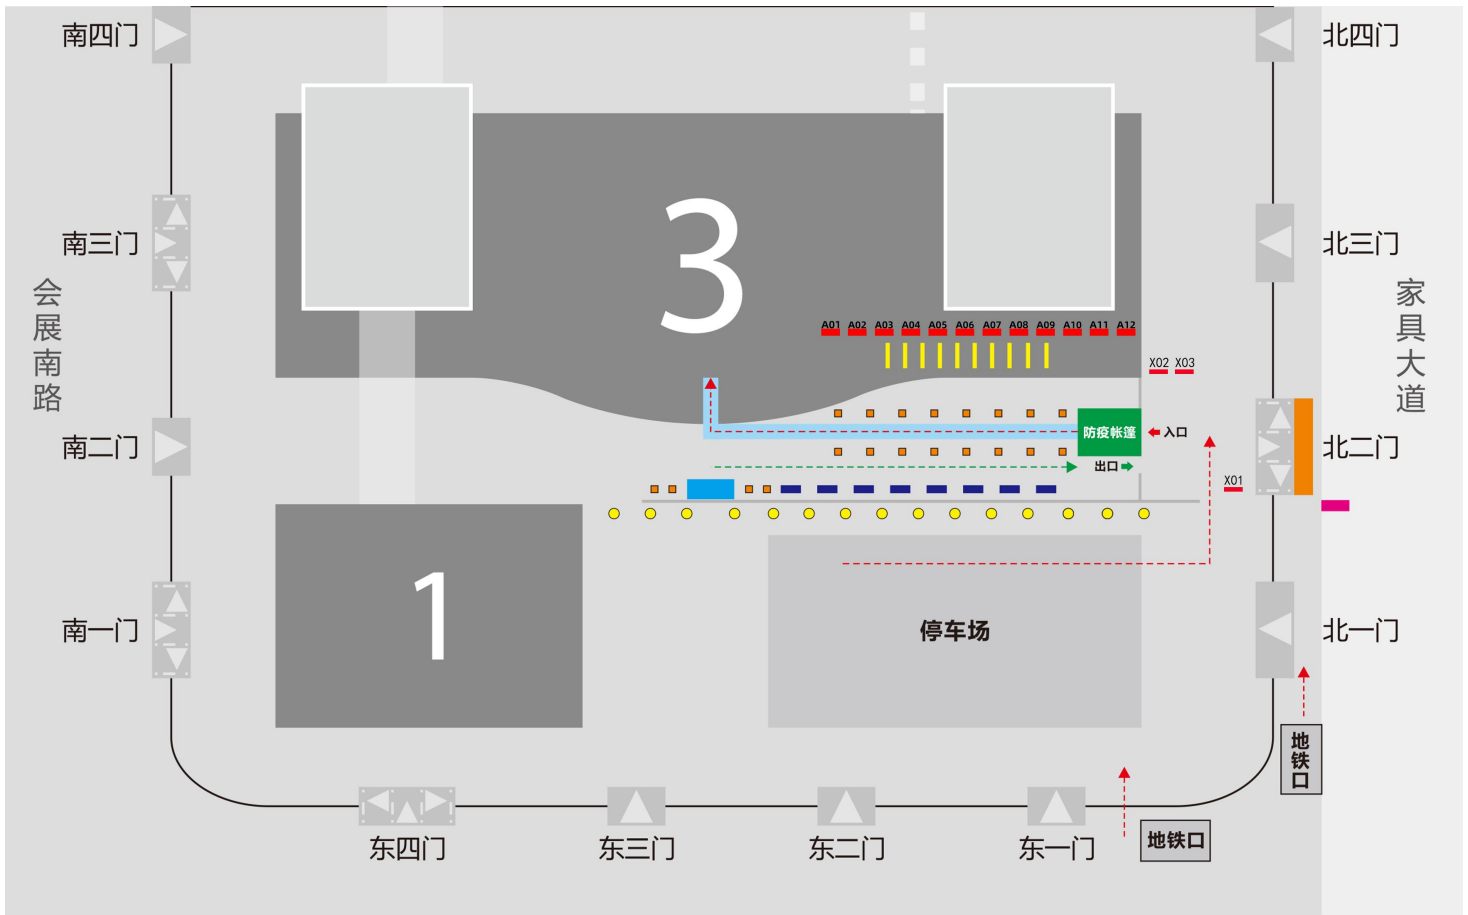 南四门
北四门
南三门
北三门
会展南路
家具大道
3
A01 A02 A03 A04 A05 A06 A07 A08 A09 A10 A11 A12
X02 X03
防疫帐篷
入口
出口
南二门
北二门
X01
1
停车场
南一门
北一门
地铁口
地铁口
东四门
东三门
东二门
东一门